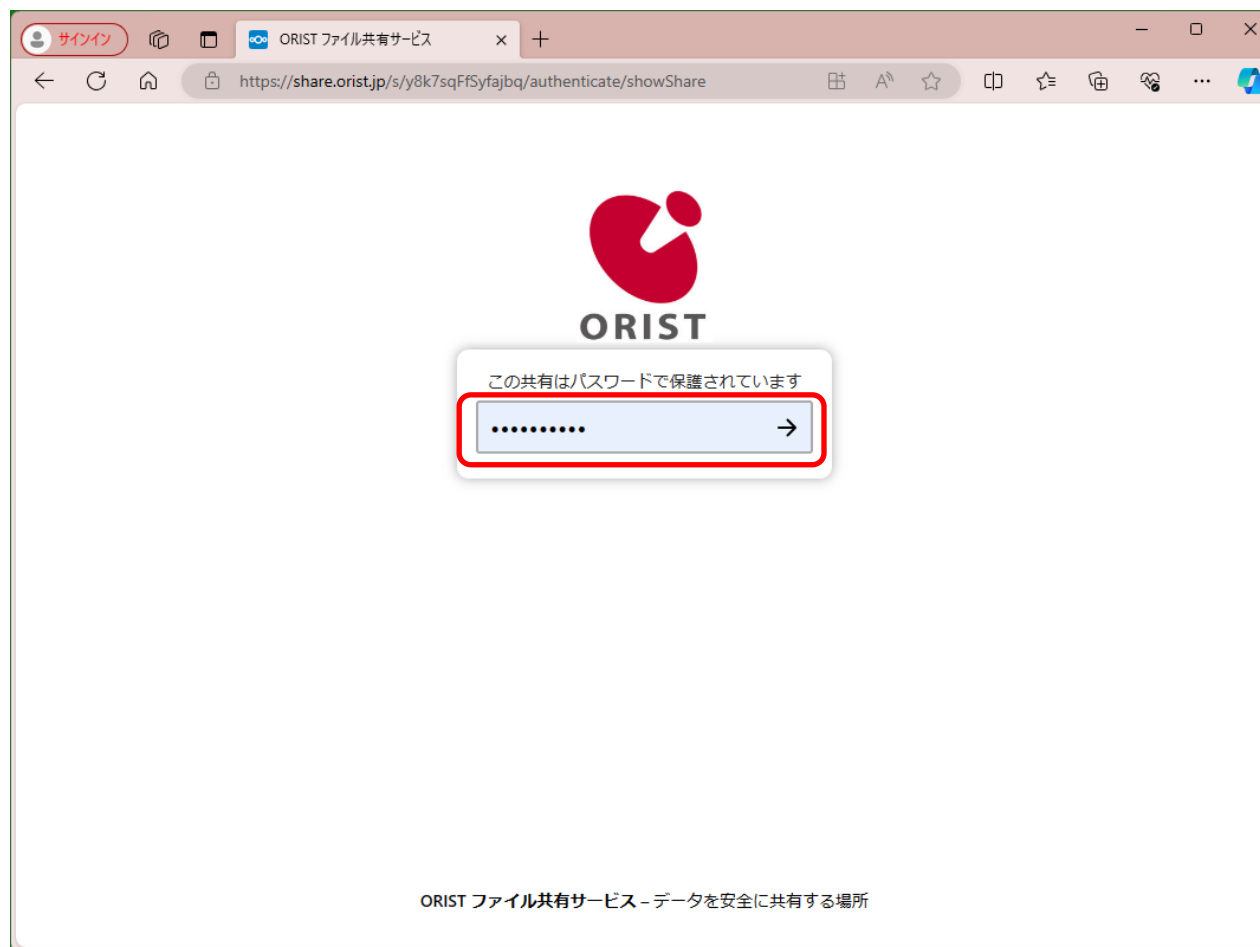 サインイン
ORIST ファイル共有サービス
https://share.orist.jp/s/y8k7sqFfSyfajbq/authenticate/showShare
ORIST
この共有はパスワードで保護されています
••••••••••
ORIST ファイル共有サービス – データを安全に共有する場所